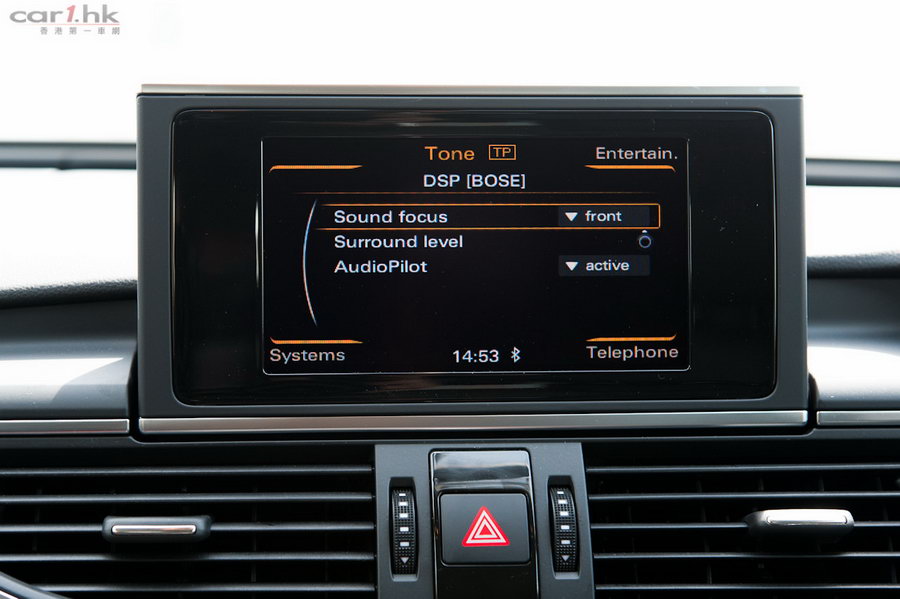 car1.hk
香港第一車網
Tone TP
Entertain.
DSP [BOSE]
Sound focus ▼ front
Surround level
AudioPilot ▼ active
Systems
14:53
Telephone